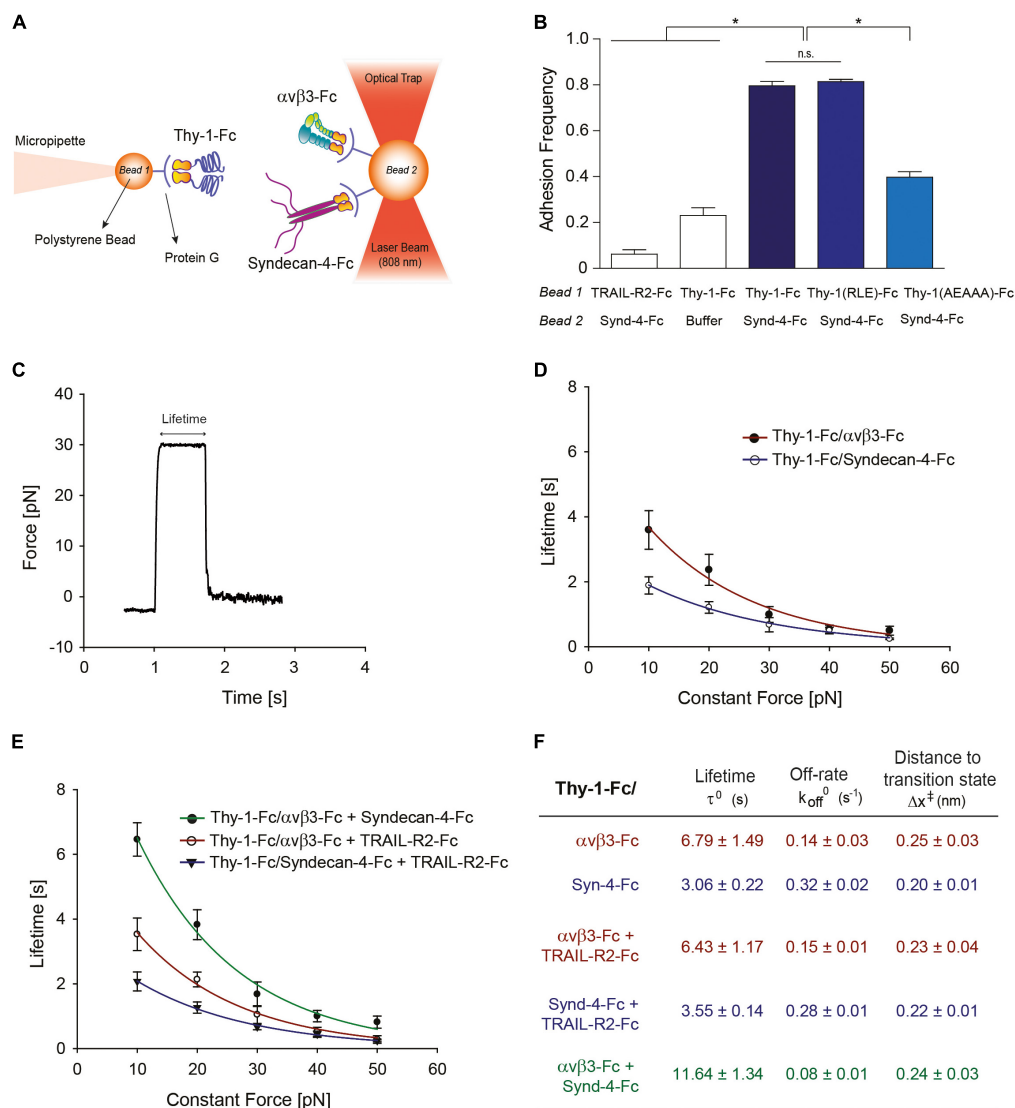 A
Optical Trap
αvβ3-Fc
Micropipette
Thy-1-Fc
Bead 1
Bead 2
Polystyrene Bead
Protein G
Syndecan-4-Fc
Laser Beam
(808 nm)
B
*
*
n.s.
Adhesion Frequency
1.0
0.8
0.6
0.4
0.2
0
Bead 1 TRAIL-R2-Fc Thy-1-Fc Thy-1-Fc Thy-1(RLE)-Fc Thy-1(AEAAA)-Fc
Bead 2 Synd-4-Fc Buffer Synd-4-Fc Synd-4-Fc Synd-4-Fc
C
Force [pN]
40
30
20
10
0
-10
Lifetime
0 1 2 3 4
Time [s]
D
Lifetime [s]
8
6
4
2
0
Thy-1-Fc/αvβ3-Fc
Thy-1-Fc/Syndecan-4-Fc
0 10 20 30 40 50 60
Constant Force [pN]
E
Lifetime [s]
8
6
4
2
0
Thy-1-Fc/αvβ3-Fc + Syndecan-4-Fc
Thy-1-Fc/αvβ3-Fc + TRAIL-R2-Fc
Thy-1-Fc/Syndecan-4-Fc + TRAIL-R2-Fc
0 10 20 30 40 50 60
Constant Force [pN]
F
Thy-1-Fc/
Lifetime
τ⁰ (s)
Off-rate
koff⁰ (s⁻¹)
Distance to
transition state
Δx‡ (nm)
αvβ3-Fc 6.79 ± 1.49 0.14 ± 0.03 0.25 ± 0.03
Syn-4-Fc 3.06 ± 0.22 0.32 ± 0.02 0.20 ± 0.01
αvβ3-Fc +
TRAIL-R2-Fc 6.43 ± 1.17 0.15 ± 0.01 0.23 ± 0.04
Synd-4-Fc +
TRAIL-R2-Fc 3.55 ± 0.14 0.28 ± 0.01 0.22 ± 0.01
αvβ3-Fc +
Synd-4-Fc 11.64 ± 1.34 0.08 ± 0.01 0.24 ± 0.03